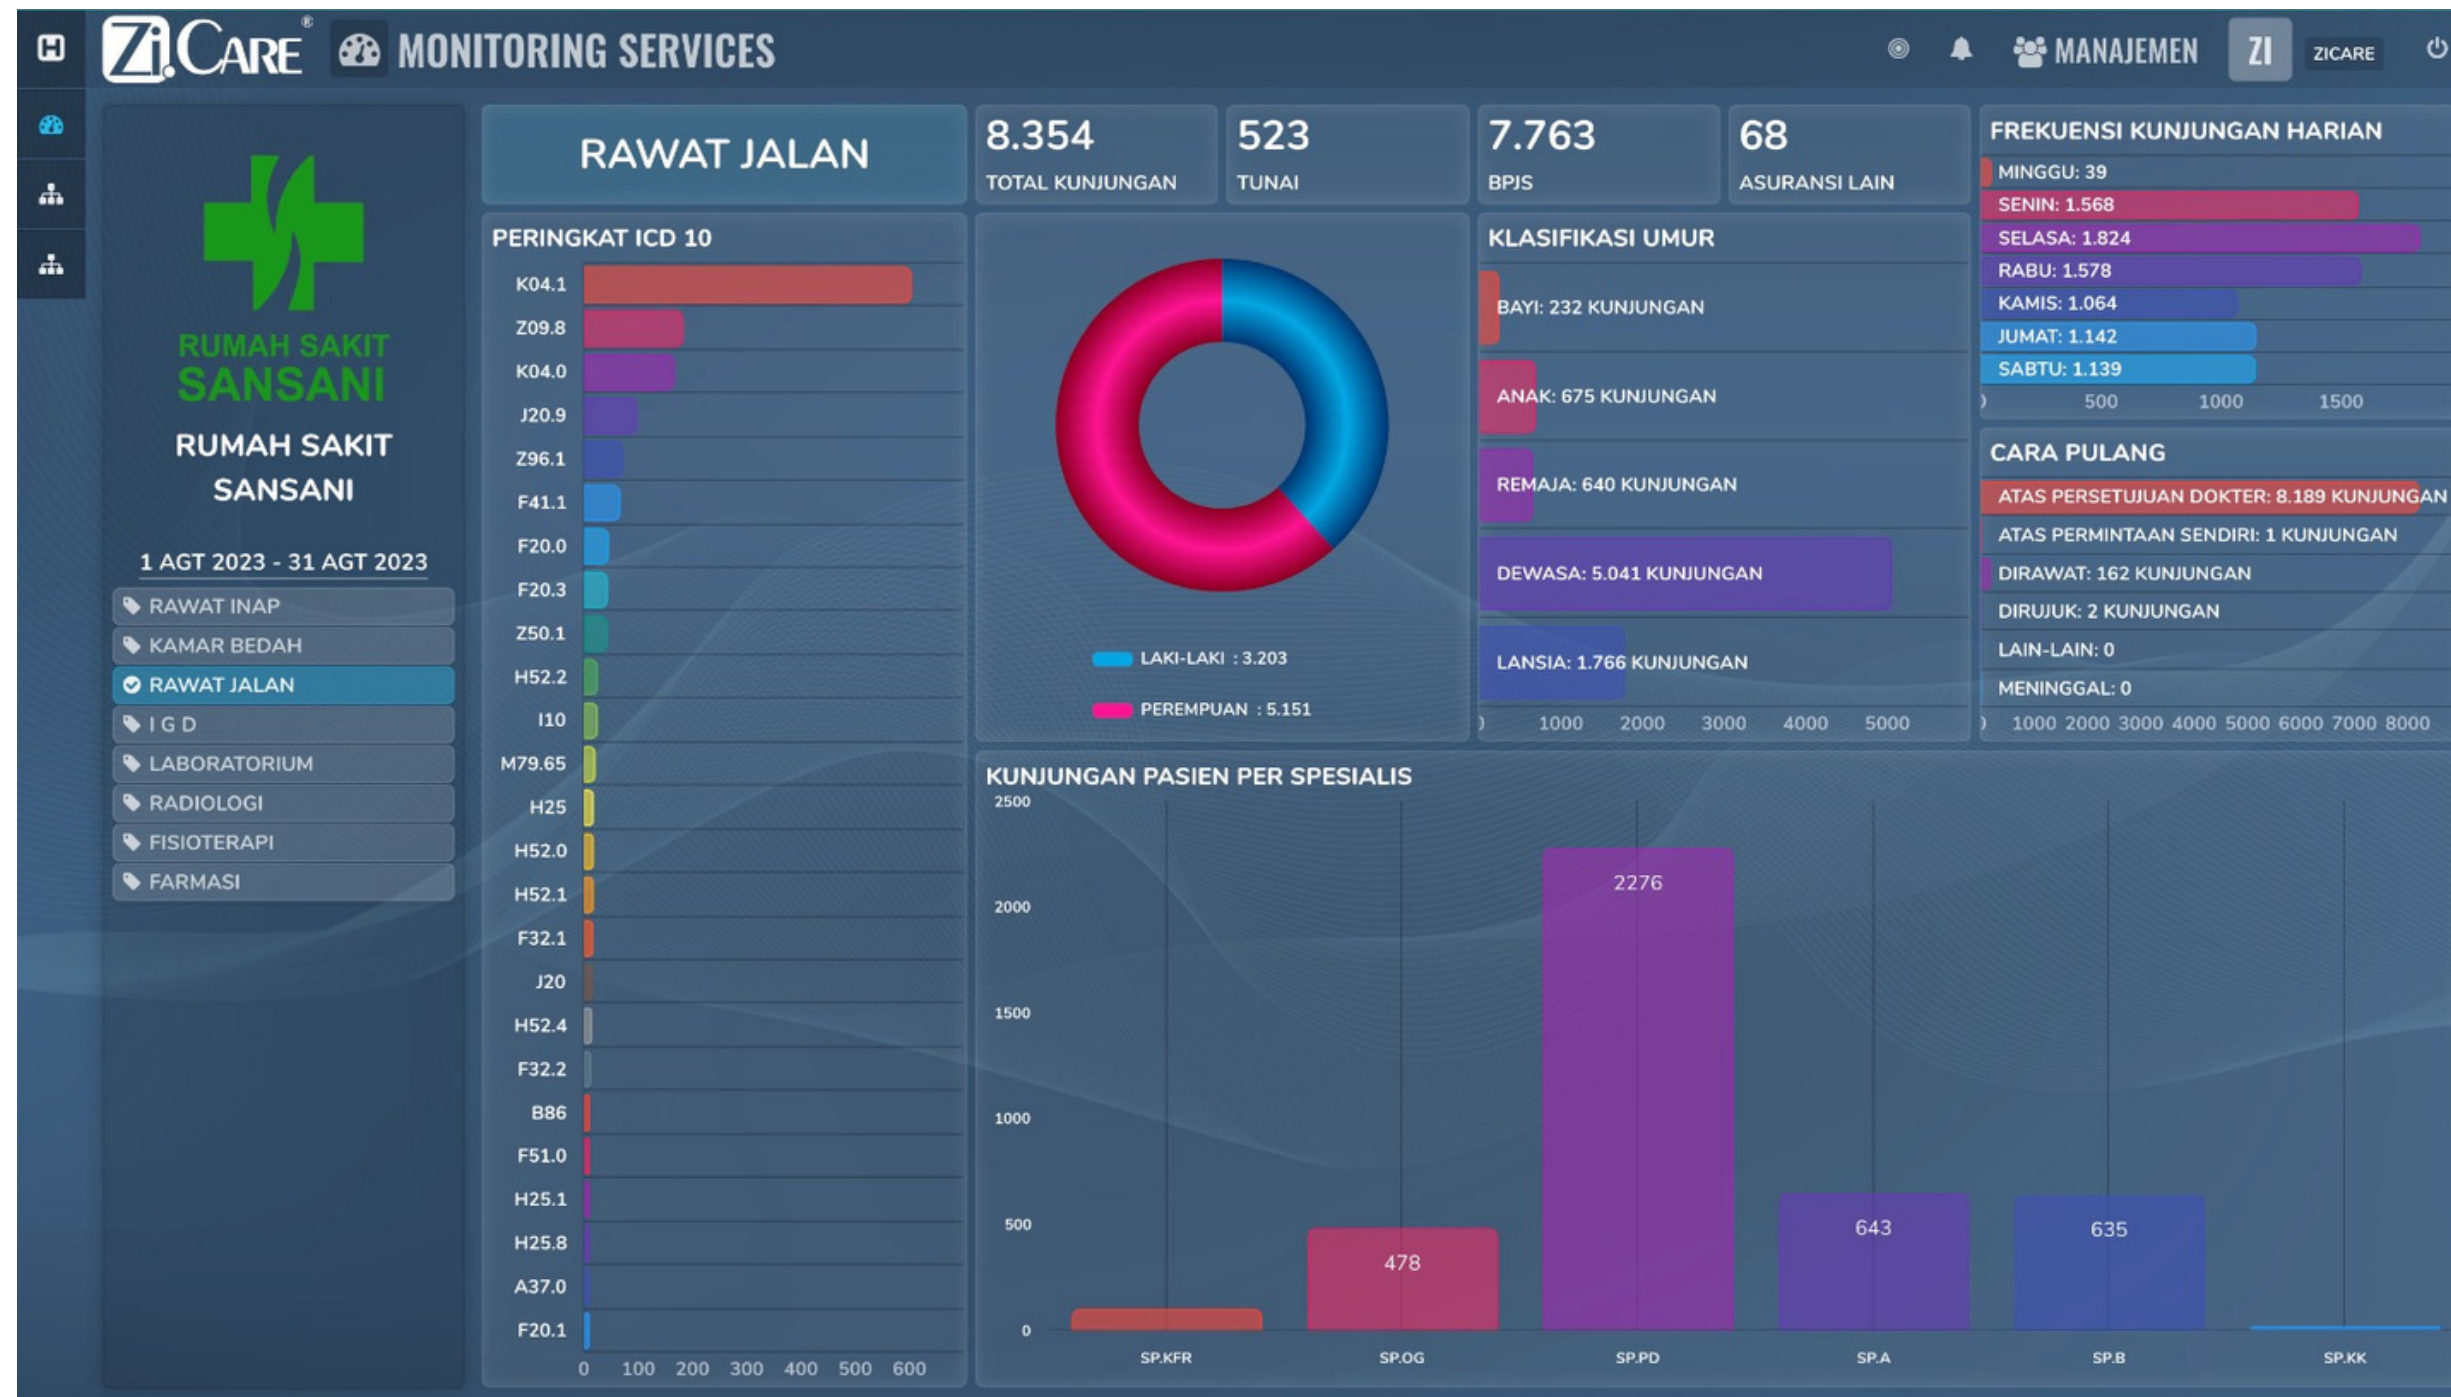 Zi.CARE®
MONITORING SERVICES
MANAJEMEN
ZI
ZICARE
RUMAH SAKIT
SANSANI
RUMAH SAKIT
SANSANI
1 AGT 2023 - 31 AGT 2023
RAWAT INAP
KAMAR BEDAH
RAWAT JALAN
I G D
LABORATORIUM
RADIOLOGI
FISIOTERAPI
FARMASI
RAWAT JALAN
8.354
TOTAL KUNJUNGAN
523
TUNAI
7.763
BPJS
68
ASURANSI LAIN
PERINGKAT ICD 10
K04.1
Z09.8
K04.0
J20.9
Z96.1
F41.1
F20.0
F20.3
Z50.1
H52.2
I10
M79.65
H25
H52.0
H52.1
F32.1
J20
H52.4
F32.2
B86
F51.0
H25.1
H25.8
A37.0
F20.1
0 100 200 300 400 500 600
LAKI-LAKI : 3.203
PEREMPUAN : 5.151
KLASIFIKASI UMUR
BAYI: 232 KUNJUNGAN
ANAK: 675 KUNJUNGAN
REMAJA: 640 KUNJUNGAN
DEWASA: 5.041 KUNJUNGAN
LANSIA: 1.766 KUNJUNGAN
1000 2000 3000 4000 5000
FREKUENSI KUNJUNGAN HARIAN
MINGGU: 39
SENIN: 1.568
SELASA: 1.824
RABU: 1.578
KAMIS: 1.064
JUMAT: 1.142
SABTU: 1.139
500 1000 1500
CARA PULANG
ATAS PERSETUJUAN DOKTER: 8.189 KUNJUNGAN
ATAS PERMINTAAN SENDIRI: 1 KUNJUNGAN
DIRAWAT: 162 KUNJUNGAN
DIRUJUK: 2 KUNJUNGAN
LAIN-LAIN: 0
MENINGGAL: 0
1000 2000 3000 4000 5000 6000 7000 8000
KUNJUNGAN PASIEN PER SPESIALIS
2500
2000
1500
1000
500
0
478
2276
643
635
SP.KFR SP.OG SP.PD SP.A SP.B SP.KK